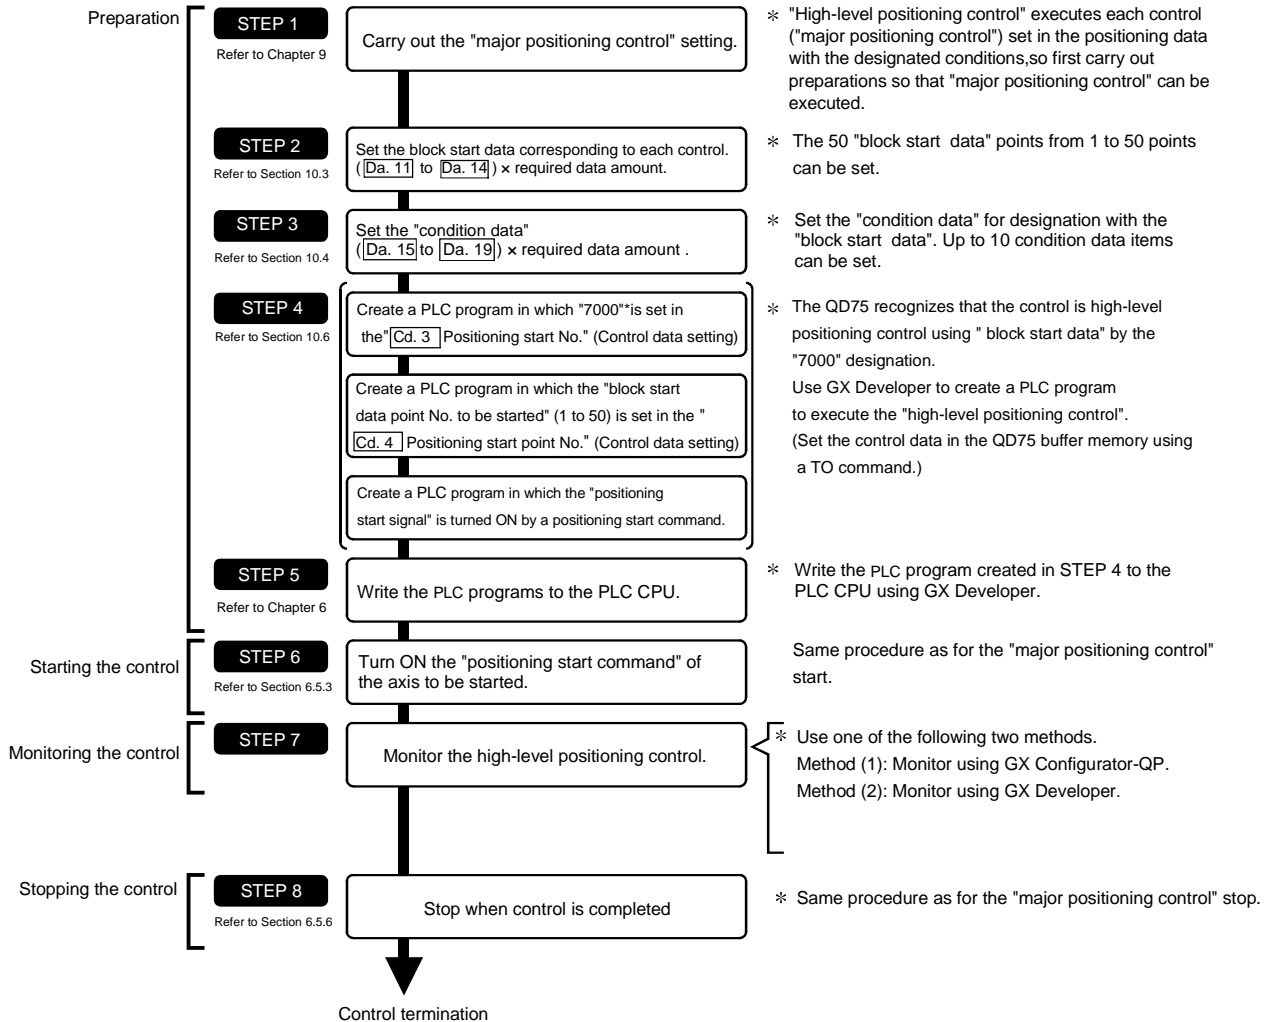 Preparation
STEP 1
Refer to Chapter 9
Carry out the "major positioning control" setting.
* "High-level positioning control" executes each control
("major positioning control") set in the positioning data
with the designated conditions,so first carry out
preparations so that "major positioning control" can be
executed.
STEP 2
Refer to Section 10.3
Set the block start data corresponding to each control.
( Da. 11 to Da. 14 ) × required data amount.
* The 50 "block start data" points from 1 to 50 points
can be set.
STEP 3
Refer to Section 10.4
Set the "condition data"
( Da. 15 to Da. 19 ) × required data amount .
* Set the "condition data" for designation with the
"block start data". Up to 10 condition data items
can be set.
STEP 4
Refer to Section 10.6
Create a PLC program in which "7000"*is set in
the" Cd. 3 Positioning start No." (Control data setting)
Create a PLC program in which the "block start
data point No. to be started" (1 to 50) is set in the "
Cd. 4 Positioning start point No." (Control data setting)
Create a PLC program in which the "positioning
start signal" is turned ON by a positioning start command.
* The QD75 recognizes that the control is high-level
positioning control using " block start data" by the
"7000" designation.
Use GX Developer to create a PLC program
to execute the "high-level positioning control".
(Set the control data in the QD75 buffer memory using
a TO command.)
STEP 5
Refer to Chapter 6
Write the PLC programs to the PLC CPU.
* Write the PLC program created in STEP 4 to the
PLC CPU using GX Developer.
Starting the control
STEP 6
Refer to Section 6.5.3
Turn ON the "positioning start command" of
the axis to be started.
Same procedure as for the "major positioning control"
start.
Monitoring the control
STEP 7
Monitor the high-level positioning control.
* Use one of the following two methods.
Method (1): Monitor using GX Configurator-QP.
Method (2): Monitor using GX Developer.
Stopping the control
STEP 8
Refer to Section 6.5.6
Stop when control is completed
* Same procedure as for the "major positioning control" stop.
Control termination